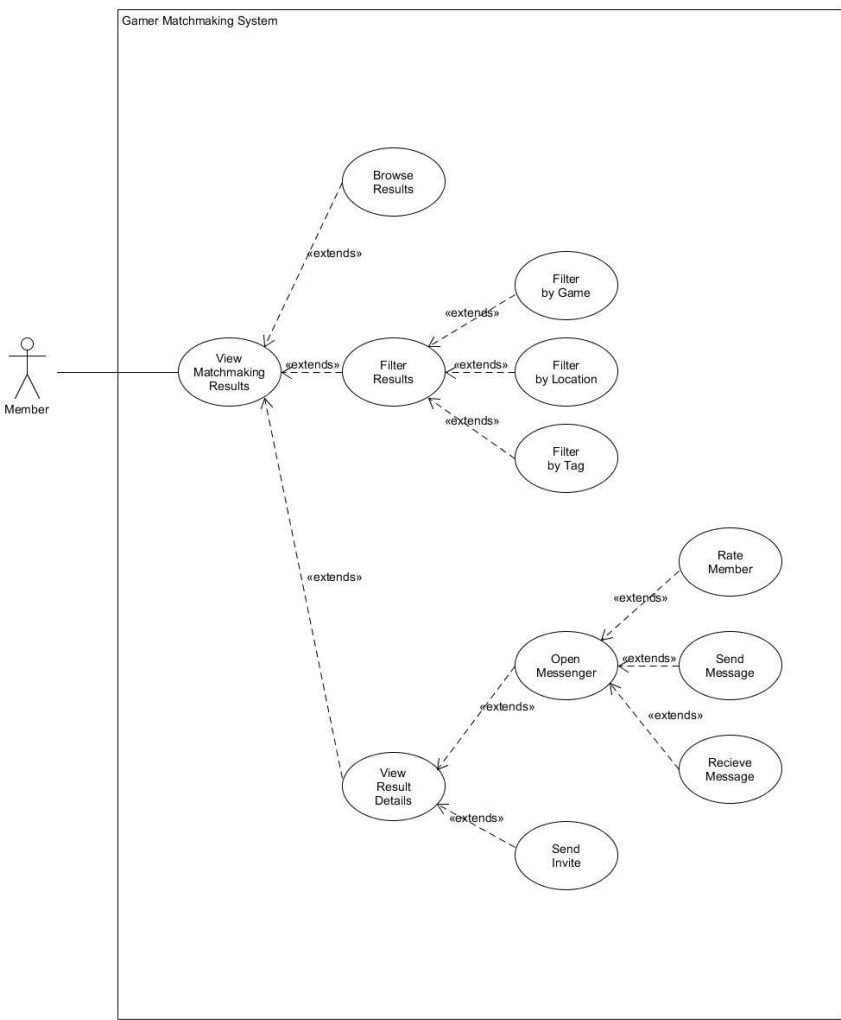 Gamer Matchmaking System
Browse
Results
«extends»
Filter
by Game
«extends»
Member
View
Matchmaking
Results
«extends»
Filter
Results
«extends»
Filter
by Location
«extends»
Filter
by Tag
«extends»
Rate
Member
«extends»
Open
Messenger
«extends»
Send
Message
«extends»
«extends»
Recieve
Message
View
Result
Details
«extends»
Send
Invite